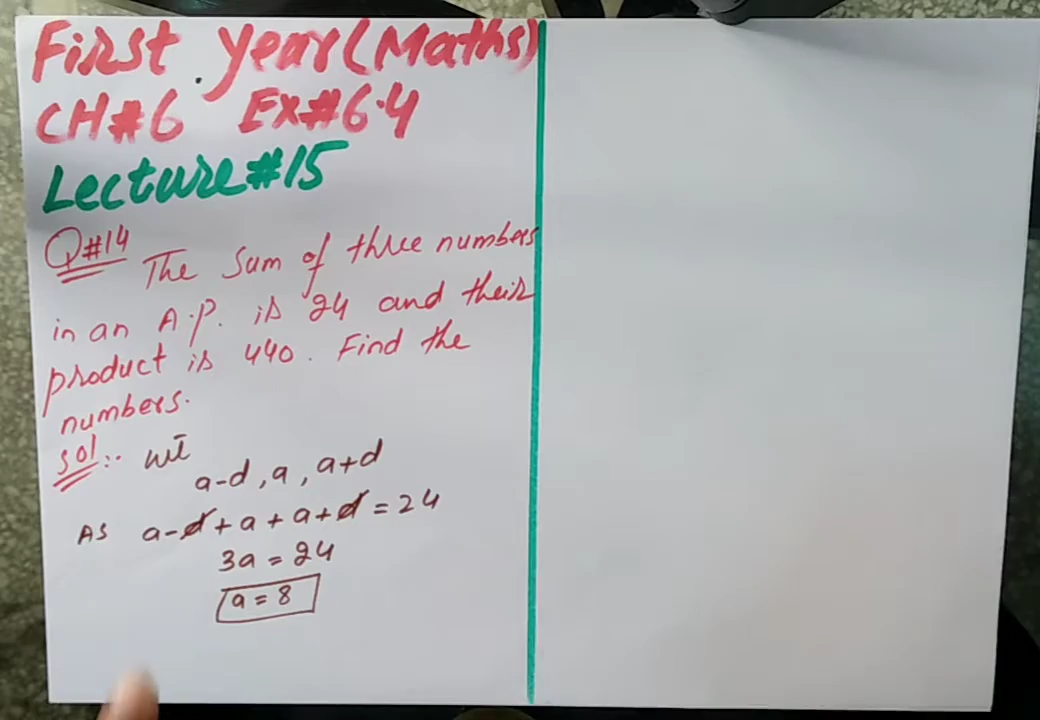 First year (Maths)
CH#6 Ex#6.4
Lecture#15
Q#14 The Sum of three numbers
in an A.P. is 24 and their
product is 440. Find the
numbers.
Sol:-
a-d, a, a+d
As a-d+a+a+d=24
3a=24
a=8